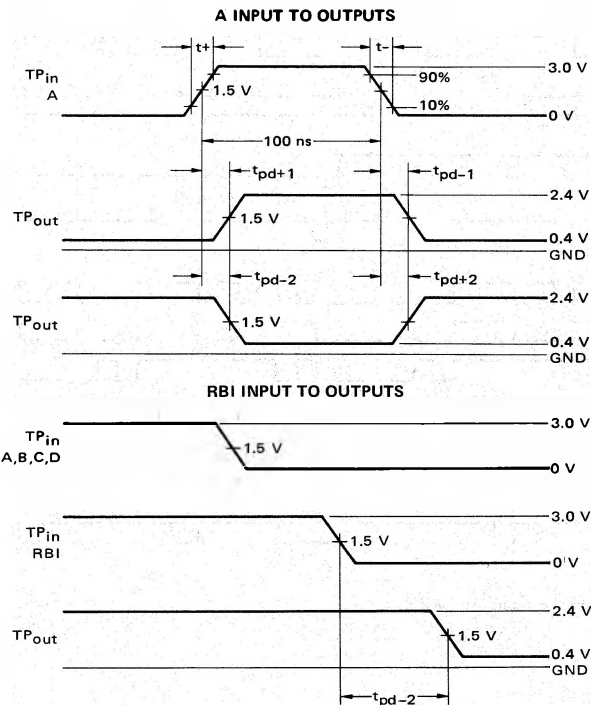 A INPUT TO OUTPUTS
t+ t-
TPin
A
3.0 V
90%
1.5 V
10%
0 V
100 ns
tpd+1 tpd-1
TPout
2.4 V
1.5 V
0.4 V
GND
tpd-2 tpd+2
TPout
2.4 V
1.5 V
0.4 V
GND
RBI INPUT TO OUTPUTS
TPin
A,B,C,D
3.0 V
1.5 V
0 V
TPin
RBI
3.0 V
1.5 V
0 V
TPout
2.4 V
1.5 V
0.4 V
GND
tpd-2